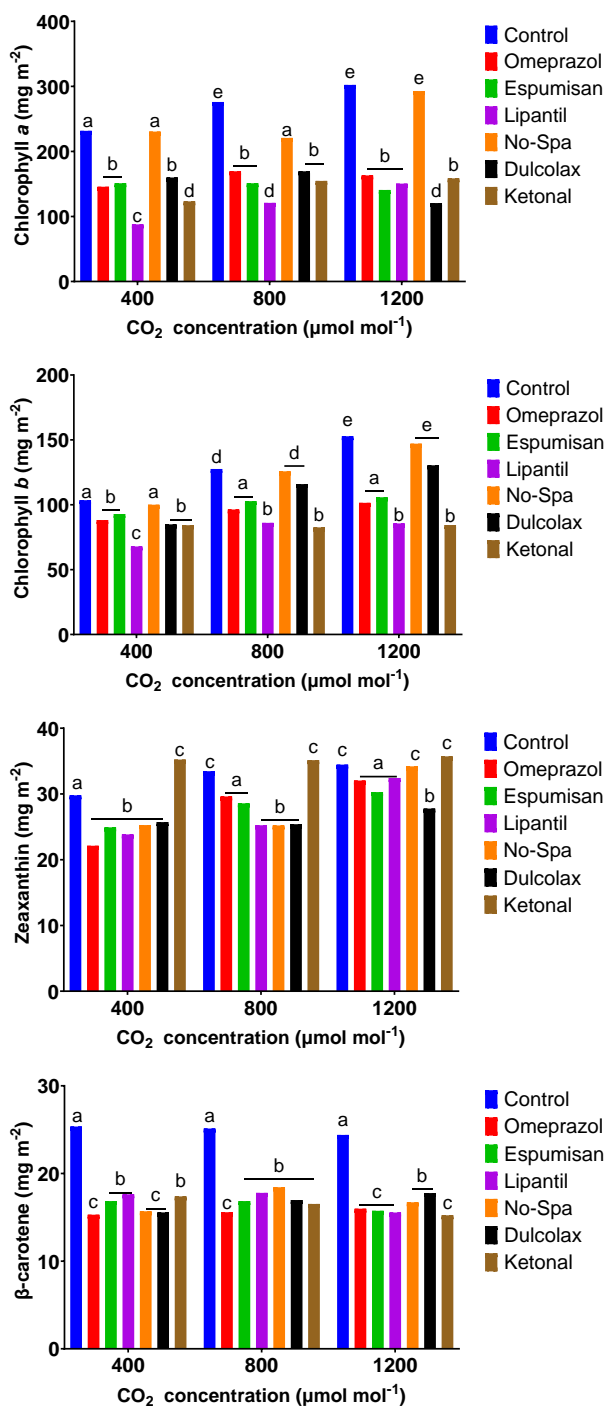 400
300
200
100
0
Chlorophyll a (mg m-2)
a b c a b d
e b d a b
e b e d b
400 800 1200
CO2 concentration (µmol mol-1)
Control
Omeprazol
Espumisan
Lipantil
No-Spa
Dulcolax
Ketonal
200
150
100
50
0
Chlorophyll b (mg m-2)
a b c a b
d a b d b
e a b e b
400 800 1200
CO2 concentration (µmol mol-1)
Control
Omeprazol
Espumisan
Lipantil
No-Spa
Dulcolax
Ketonal
40
30
20
10
0
Zeaxanthin (mg m-2)
a b c
c a b c
c a c b c
400 800 1200
CO2 concentration (µmol mol-1)
Control
Omeprazol
Espumisan
Lipantil
No-Spa
Dulcolax
Ketonal
30
20
10
0
β-carotene (mg m-2)
a c b c b
a c b
a c b c
400 800 1200
CO2 concentration (µmol mol-1)
Control
Omeprazol
Espumisan
Lipantil
No-Spa
Dulcolax
Ketonal